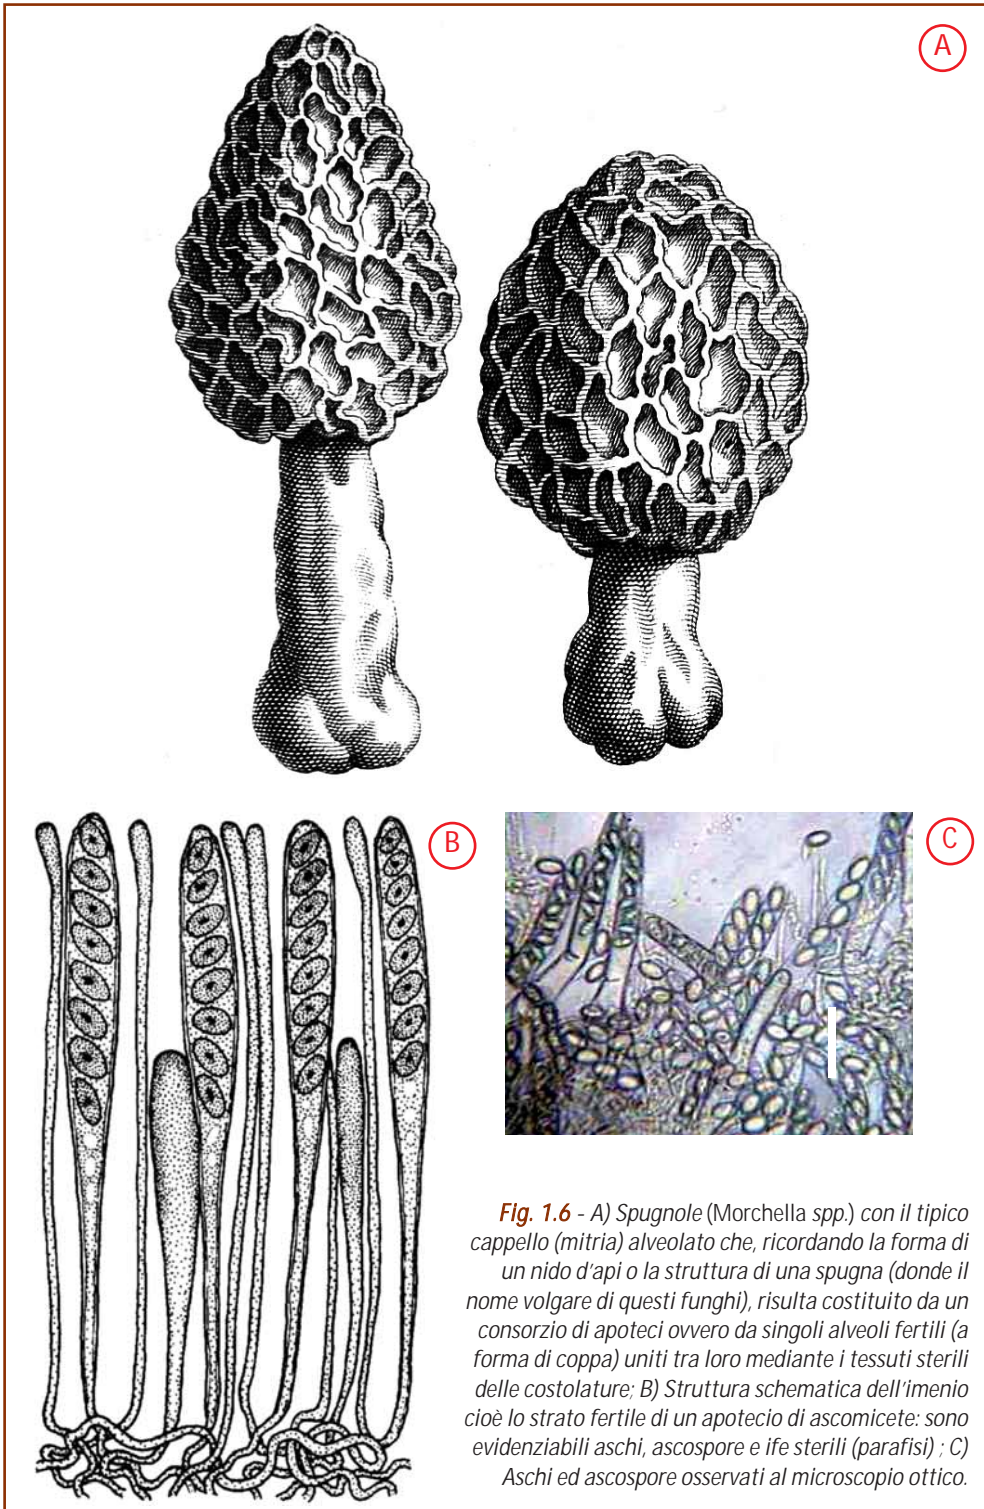 A
B
C
Fig. 1.6 - A) Spugnole (Morchella spp.) con il tipico
cappello (mitria) alveolato che, ricordando la forma di
un nido d'api o la struttura di una spugna (donde il
nome volgare di questi funghi), risulta costituito da un
consorzio di apoteci ovvero da singoli alveoli fertili (a
forma di coppa) uniti tra loro mediante i tessuti sterili
delle costolature; B) Struttura schematica dell'imenio
cioè lo strato fertile di un apotecio di ascomicete: sono
evidenziabili aschi, ascospore e ife sterili (parafisi) ; C)
Aschi ed ascospore osservati al microscopio ottico.